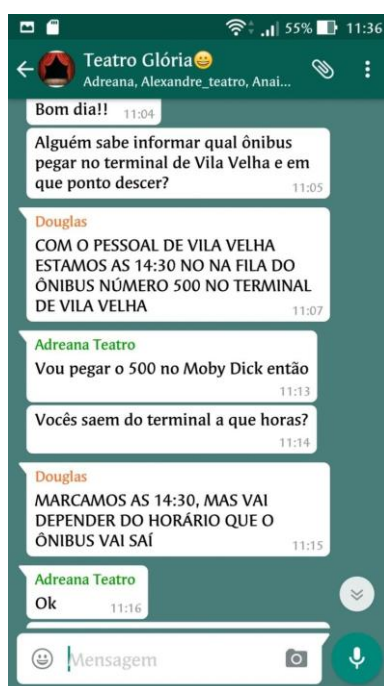 55% 11:36
Teatro Glória😀
Adreana, Alexandre_teatro, Anai...
Bom dia!! 11:04
Alguém sabe informar qual ônibus
pegar no terminal de Vila Velha e em
que ponto descer? 11:05
Douglas
COM O PESSOAL DE VILA VELHA
ESTAMOS AS 14:30 NO NA FILA DO
ÔNIBUS NÚMERO 500 NO TERMINAL
DE VILA VELHA 11:07
Adreana Teatro
Vou pegar o 500 no Moby Dick então
11:13
Vocês saem do terminal a que horas?
11:14
Douglas
MARCAMOS AS 14:30, MAS VAI
DEPENDER DO HORÁRIO QUE O
ÔNIBUS VAI SAÍ 11:15
Adreana Teatro
Ok 11:16
Mensagem